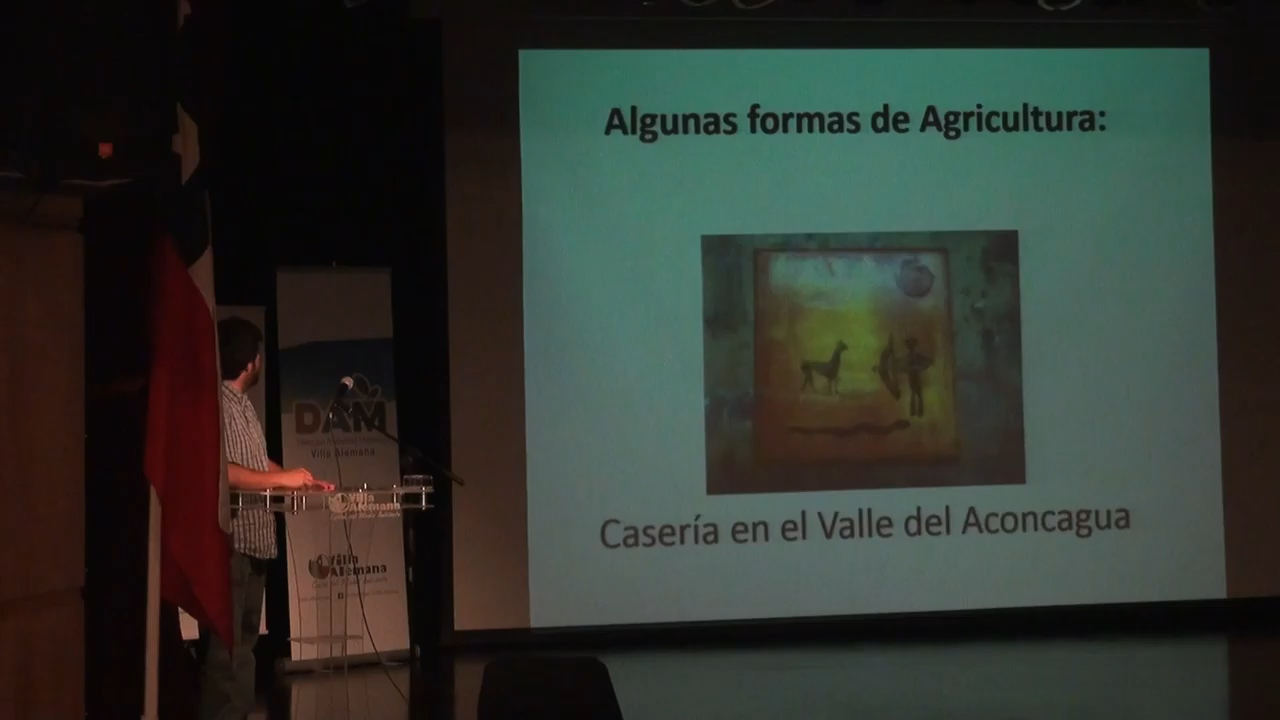 Algunas formas de Agricultura:
Casería en el Valle del Aconcagua
DAM
Villa Alemana
Villa
Alemana
Villa
Alemana